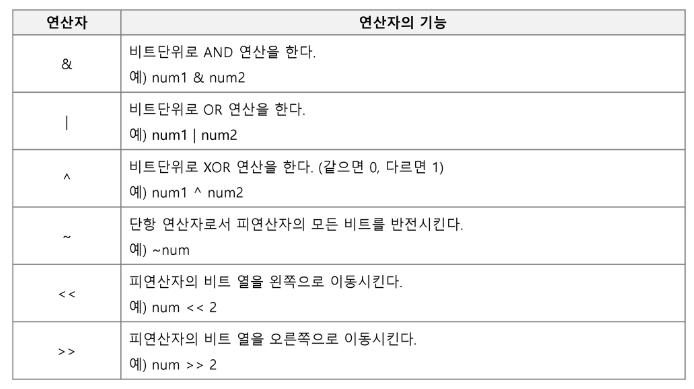 연산자 연산자의 기능
& 비트단위로 AND 연산을 한다.
예) num1 & num2
| 비트단위로 OR 연산을 한다.
예) num1 | num2
^ 비트단위로 XOR 연산을 한다. (같으면 0, 다르면 1)
예) num1 ^ num2
~ 단항 연산자로서 피연산자의 모든 비트를 반전시킨다.
예) ~num
<< 피연산자의 비트 열을 왼쪽으로 이동시킨다.
예) num << 2
>> 피연산자의 비트 열을 오른쪽으로 이동시킨다.
예) num >> 2